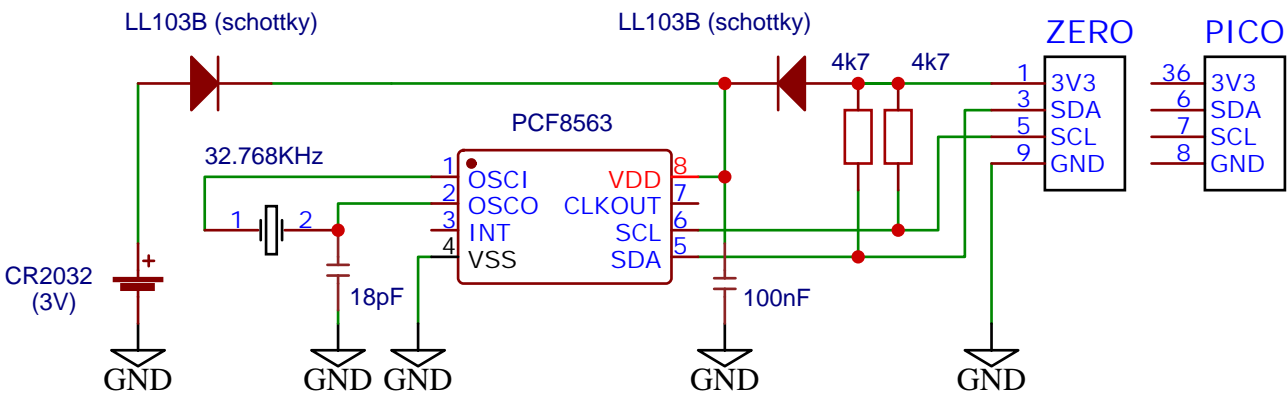 LL103B (schottky)
LL103B (schottky)
ZERO
PICO
4k7
4k7
1 3V3
3 SDA
5 SCL
9 GND
36 3V3
6 SDA
7 SCL
8 GND
PCF8563
32.768KHz
1 2
1 OSCI
2 OSCO
3 INT
4 VSS
VDD 8
CLKOUT 7
SCL 6
SDA 5
+
CR2032
(3V)
18pF
100nF
GND
GND
GND
GND
GND